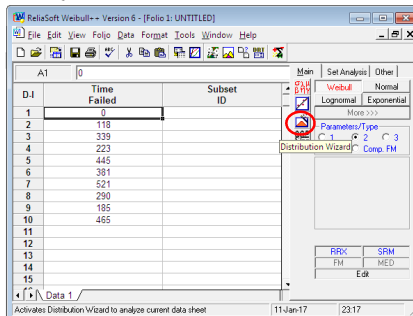 ReliaSoft Weibull++ Version 6 - [Folio 1: UNTITLED]
File Edit View Folio Data Format Tools Window Help
A1 0
Main Set Analysis Other
D-I Time Failed Subset ID
Weibull Normal
Lognormal Exponential
More >>>
Parameters/Type
1 2 3
Distribution Wizard Comp. FM
1 0
2 118
3 339
4 223
5 445
6 381
7 521
8 290
9 185
10 465
11
12
13
14
15
RRX SRM
FM MED
Edit
Data 1
Activates Distribution Wizard to analyze current data sheet 11-Jan-17 23:17